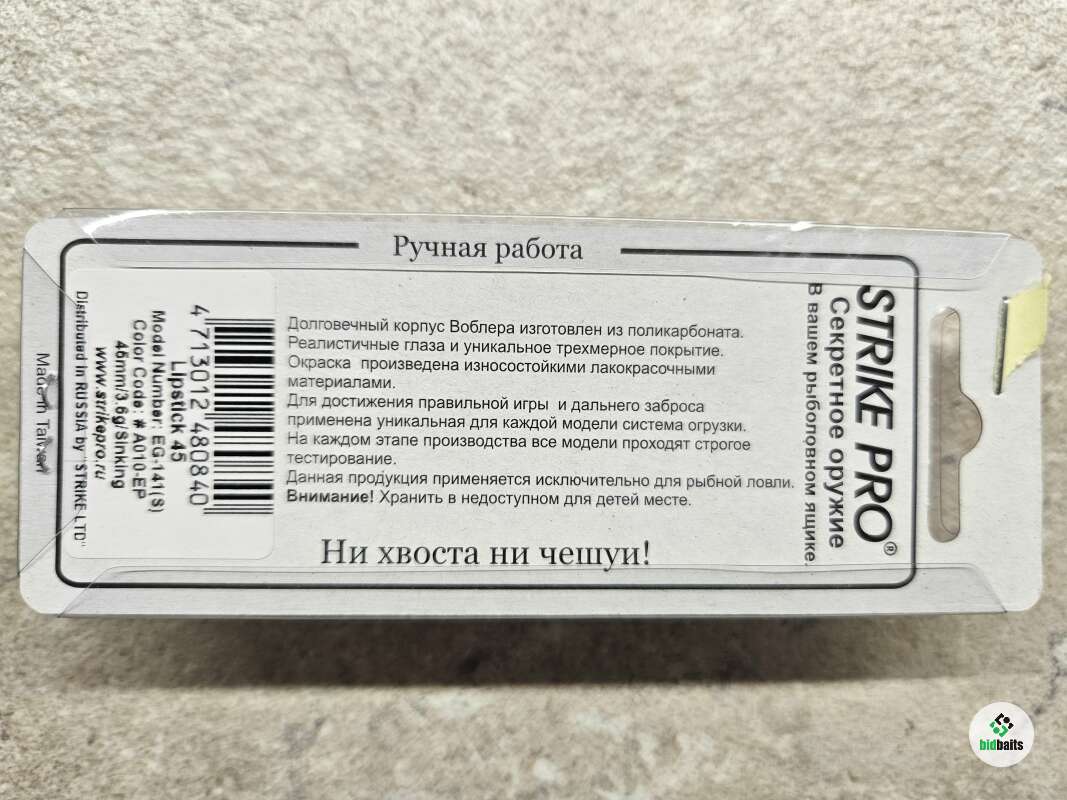 Ручная работа
STRIKE PRO®
Секретное оружие
В вашем рыболовном ящике.
Долговечный корпус Воблера изготовлен из поликарбоната.
Реалистичные глаза и уникальное трехмерное покрытие.
Окраска произведена износостойкими лакокрасочными
материалами.
Для достижения правильной игры и дальнего заброса
применена уникальная для каждой модели система огрузки.
На каждом этапе производства все модели проходят строгое
тестирование.
Данная продукция применяется исключительно для рыбной ловли.
Внимание! Хранить в недоступном для детей месте.
Ни хвоста ни чешуи!
4 713012 480840
Lipstick 45
Model Number: EG-141(S)
Color Code: # A010-EP
45mm/3.6g/Sinking
www.strikepro.ru
Distributed in RUSSIA by "STRIKE LTD"
Made in Taiwan
bidbaits